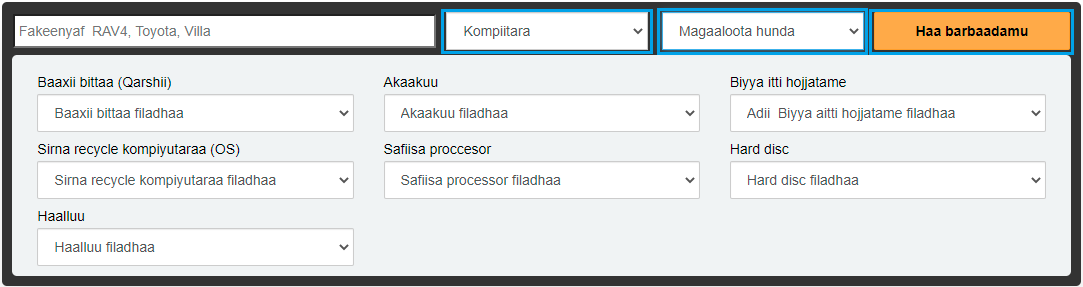 Fakeenyaf  RAV4, Toyota, Villa
Kompiitara
Magaaloota hunda
Haa barbaadamu
Baaxii bittaa (Qarshii)
Akaakuu
Biyya itti hojjatame
Baaxii bittaa filadhaa
Akaakuu filadhaa
Adii  Biyya aitti hojjatame filadhaa
Sirna recycle kompiyutaraa (OS)
Safiisa proccesor
Hard disc
Sirna recycle kompiyutaraa filadhaa
Safiisa processor filadhaa
Hard disc filadhaa
Haalluu
Haalluu filadhaa